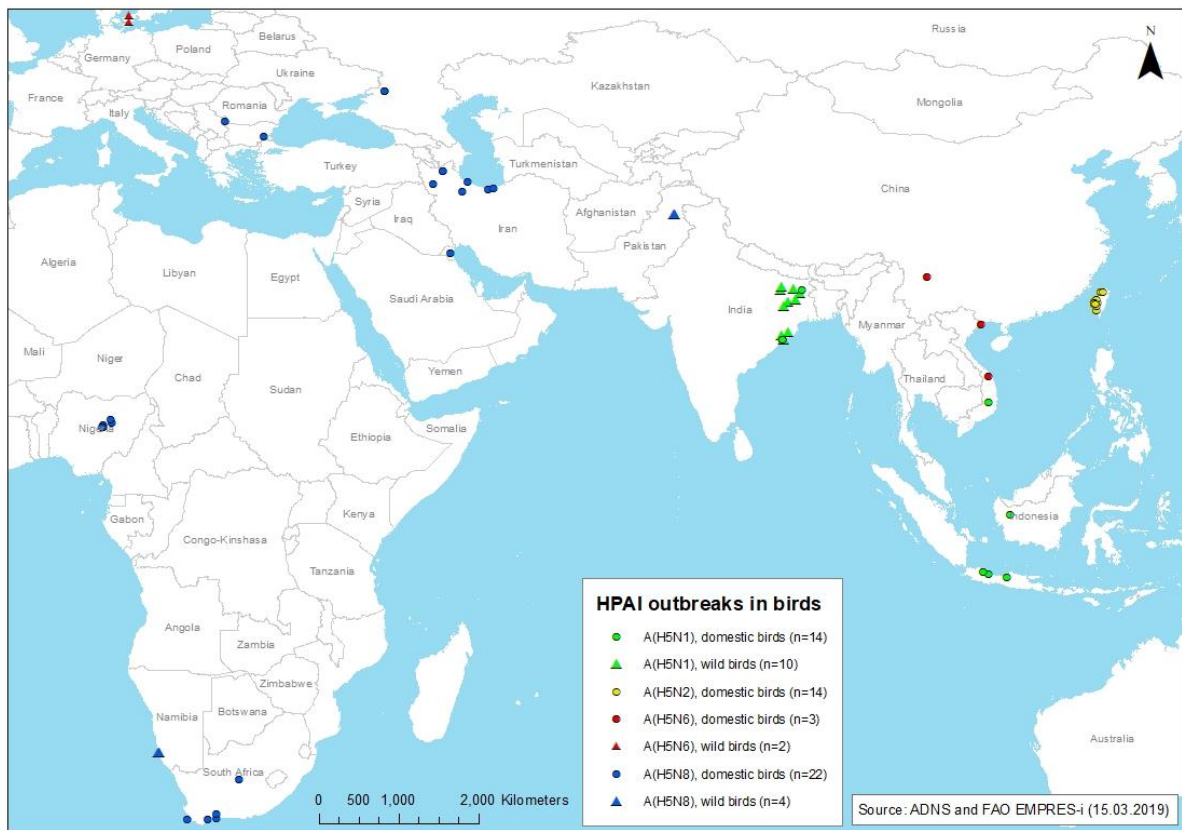 N
Russia
Belarus
Poland
Germany
Ukraine
France
Kazakhstan
Romania
Mongolia
Italy
Turkey
Turkmenistan
China
Syria
Afghanistan
Iraq
Iran
Pakistan
Algeria
Libyan
Egypt
Saudi Arabia
India
Myanmar
Mali
Niger
Chad
Sudan
Yemen
Thailand
Nigeria
Ethiopia
Somalia
Gabon
Kenya
Indonesia
Congo-Kinshasa
Tanzania
Angola
Zambia
Zimbabwe
Namibia
Botswana
Australia
South Africa
HPAI outbreaks in birds
A(H5N1), domestic birds (n=14)
A(H5N1), wild birds (n=10)
A(H5N2), domestic birds (n=14)
A(H5N6), domestic birds (n=3)
A(H5N6), wild birds (n=2)
A(H5N8), domestic birds (n=22)
A(H5N8), wild birds (n=4)
0 500 1,000 2,000 Kilometers
Source: ADNS and FAO EMPRES-i (15.03.2019)